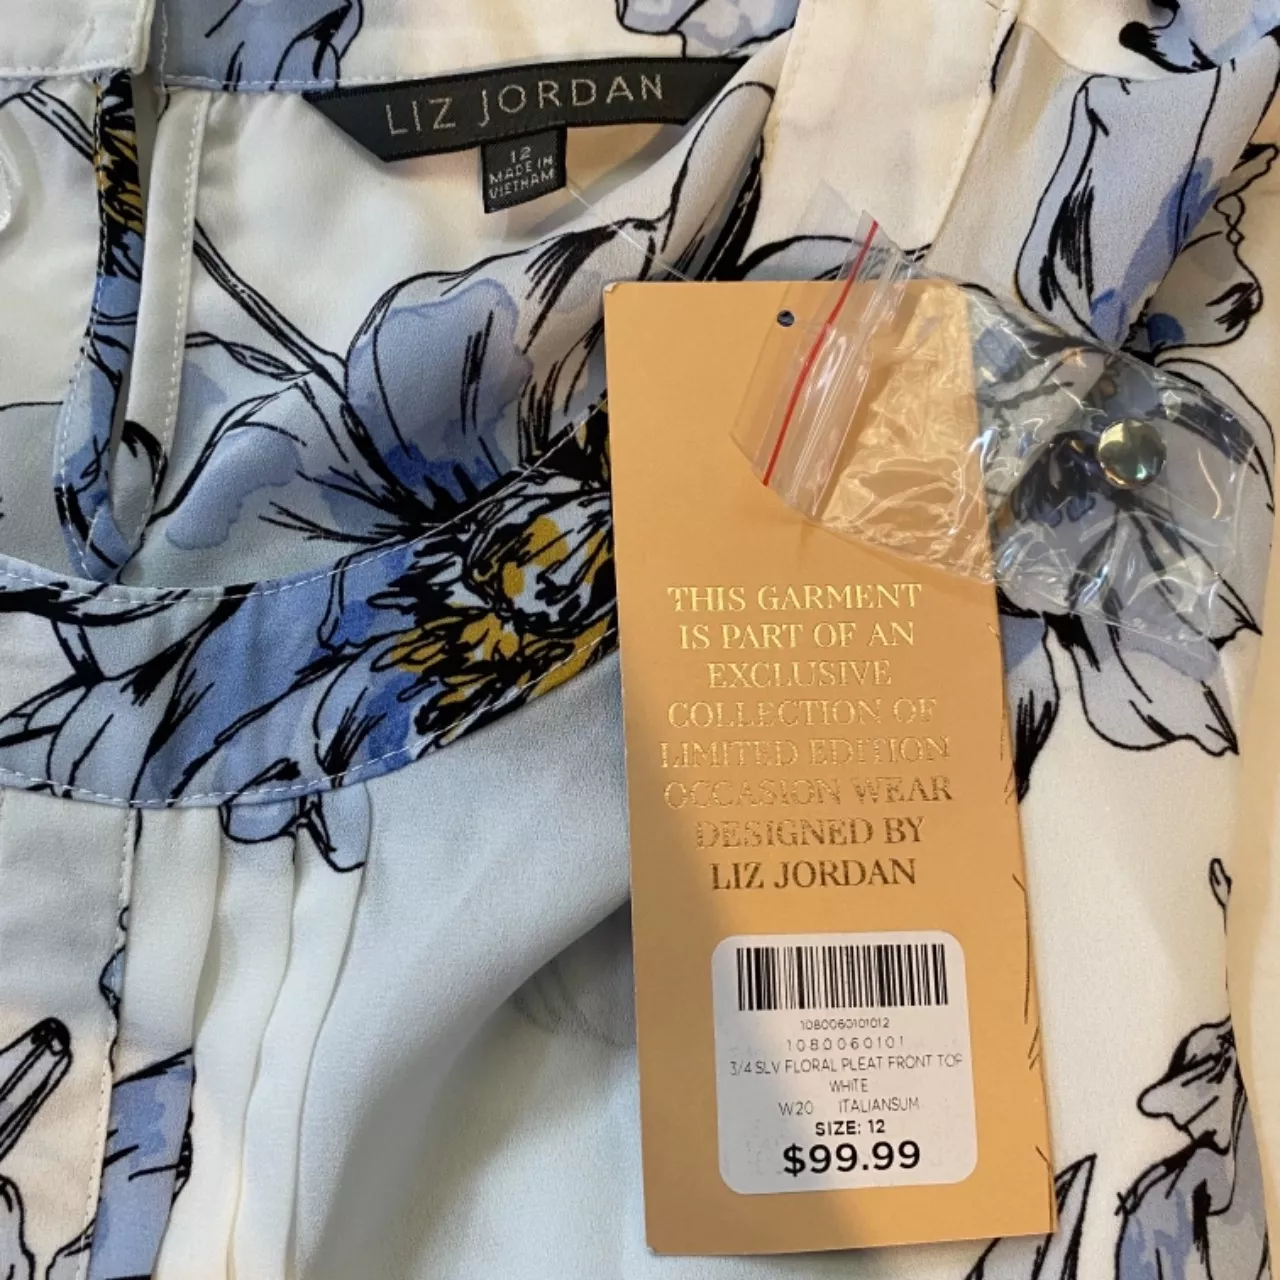 LIZ JORDAN
12
MADE IN
VIETNAM
THIS GARMENT
IS PART OF AN
EXCLUSIVE
COLLECTION OF
LIMITED EDITION
OCCASION WEAR
DESIGNED BY
LIZ JORDAN
1080060101012
1080060101
3/4 SLV FLORAL PLEAT FRONT TOP
WHITE
W20 ITALIANSUM
SIZE: 12
$99.99